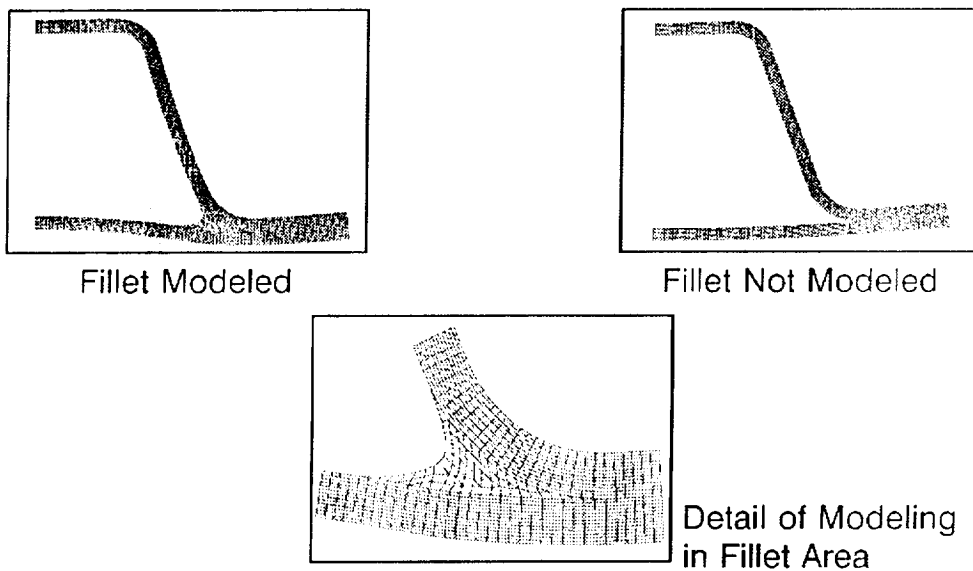 Fillet Modeled
Fillet Not Modeled
Detail of Modeling
in Fillet Area